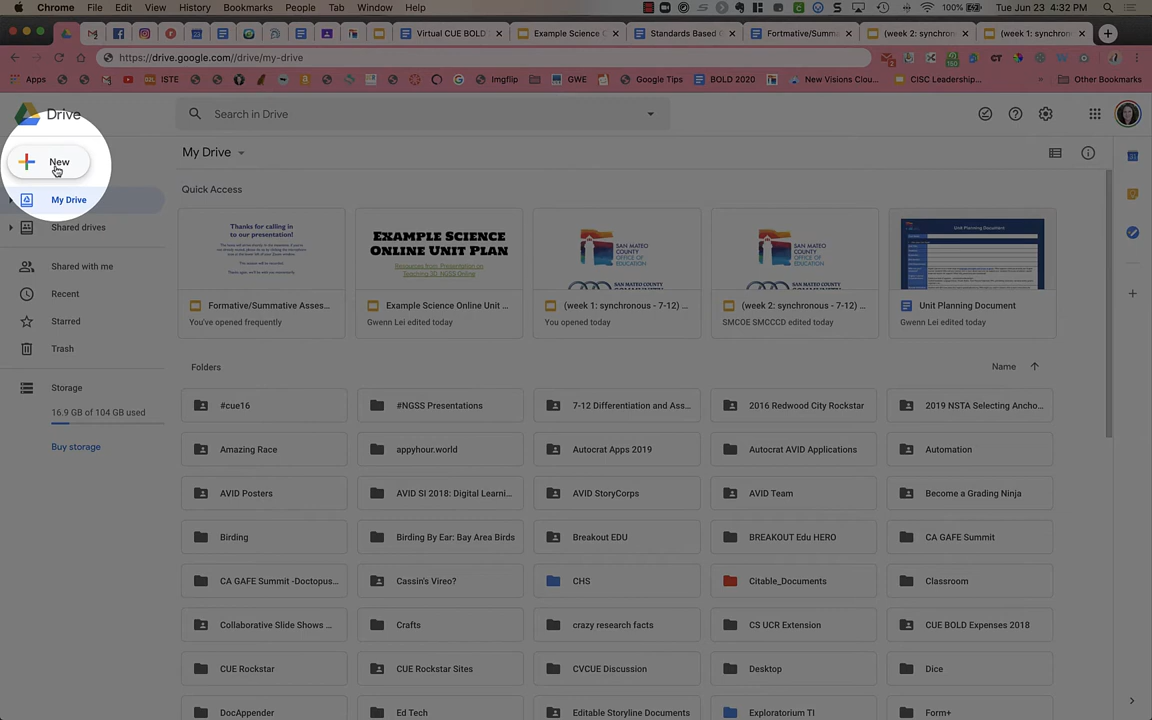 Chrome File Edit View History Bookmarks People Tab Window Help 100% Tue Jun 23 4:32 PM
Virtual CUE BOLD Example Science Standards Based Fortmative/Summa (week 2: synchron (week 1: synchron
https://drive.google.com//drive/my-drive
Apps ISTE Imgflip GWE Google Tips BOLD 2020 New Visions Clou... CISC Leadership... » Other Bookmarks
Drive
Search in Drive
New
My Drive
Shared drives
Shared with me
Recent
Starred
Trash
Storage
16.9 GB of 104 GB used
Buy storage
My Drive
Quick Access
Thanks for calling in
to our presentation!
EXAMPLE SCIENCE
ONLINE UNIT PLAN
Resources from: Presentation on
Teaching 3D NGSS Online
SAN MATEO
COUNTY
OFFICE OF
EDUCATION
SAN MATEO
COUNTY
OFFICE OF
EDUCATION
Unit Planning Document
Formative/Summative Asses...
You've opened frequently
Example Science Online Unit ...
Gwenn Lei edited today
(week 1: synchronous - 7-12) ...
You opened today
(week 2: synchronous - 7-12) ...
SMCOE SMCCCD edited today
Unit Planning Document
Gwenn Lei edited today
Folders
Name
#cue16 #NGSS Presentations 7-12 Differentiation and Ass... 2016 Redwood City Rockstar 2019 NSTA Selecting Ancho...
Amazing Race appyhour.world Autocrat Apps 2019 Autocrat AVID Applications Automation
AVID Posters AVID SI 2018: Digital Learni... AVID StoryCorps AVID Team Become a Grading Ninja
Birding Birding By Ear: Bay Area Birds Breakout EDU BREAKOUT Edu HERO CA GAFE Summit
CA GAFE Summit -Doctopus... Cassin's Vireo? CHS Citable_Documents Classroom
Collaborative Slide Shows ... Crafts crazy research facts CS UCR Extension CUE BOLD Expenses 2018
CUE Rockstar CUE Rockstar Sites CVCUE Discussion Desktop Dice
DocAppender Ed Tech Editable Storyline Documents Exploratorium TI Form+